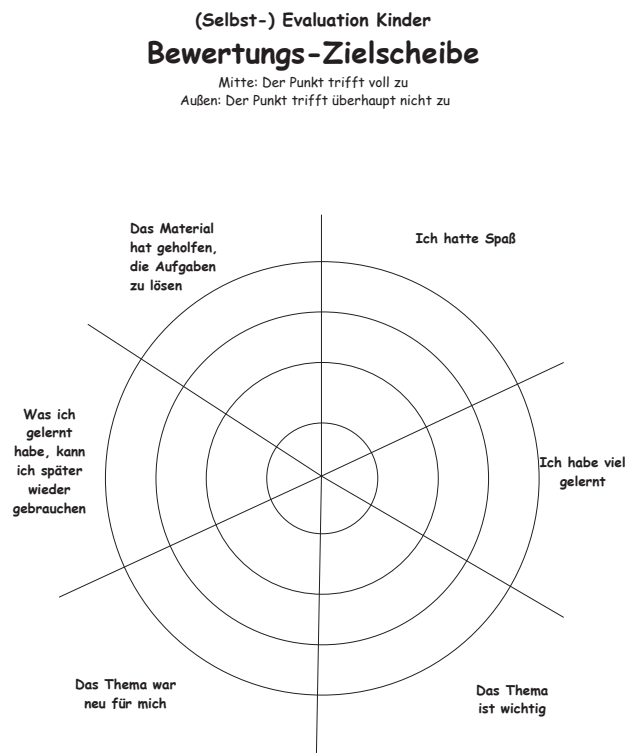 (Selbst-) Evaluation Kinder
Bewertungs-Zielscheibe
Mitte: Der Punkt trifft voll zu
Außen: Der Punkt trifft überhaupt nicht zu
Das Material
hat geholfen,
die Aufgaben
zu lösen
Ich hatte Spaß
Was ich
gelernt
habe, kann
ich später
wieder
gebrauchen
Ich habe viel
gelernt
Das Thema war
neu für mich
Das Thema
ist wichtig